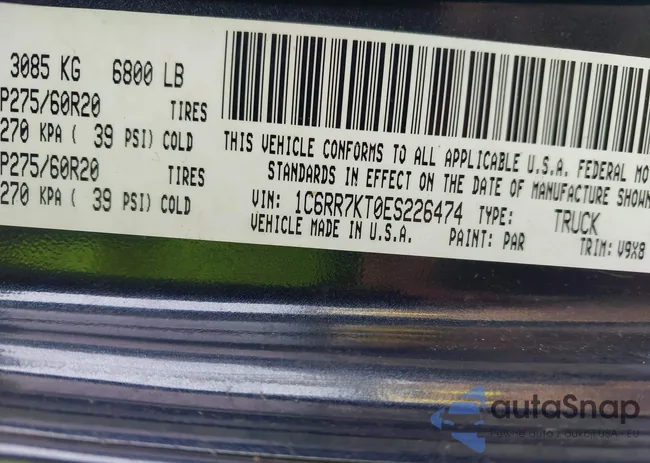 3085 KG 6800 LB
P275/60R20 TIRES
270 KPA ( 39 PSI) COLD
P275/60R20 TIRES
270 KPA ( 39 PSI) COLD
THIS VEHICLE CONFORMS TO ALL APPLICABLE U.S.A. FEDERAL MO
STANDARDS IN EFFECT ON THE DATE OF MANUFACTURE SHOWN
VIN: 1C6RR7KT0ES226474 TYPE: TRUCK
VEHICLE MADE IN U.S.A. PAINT: PAR TRIM: V9X8
autoSnap